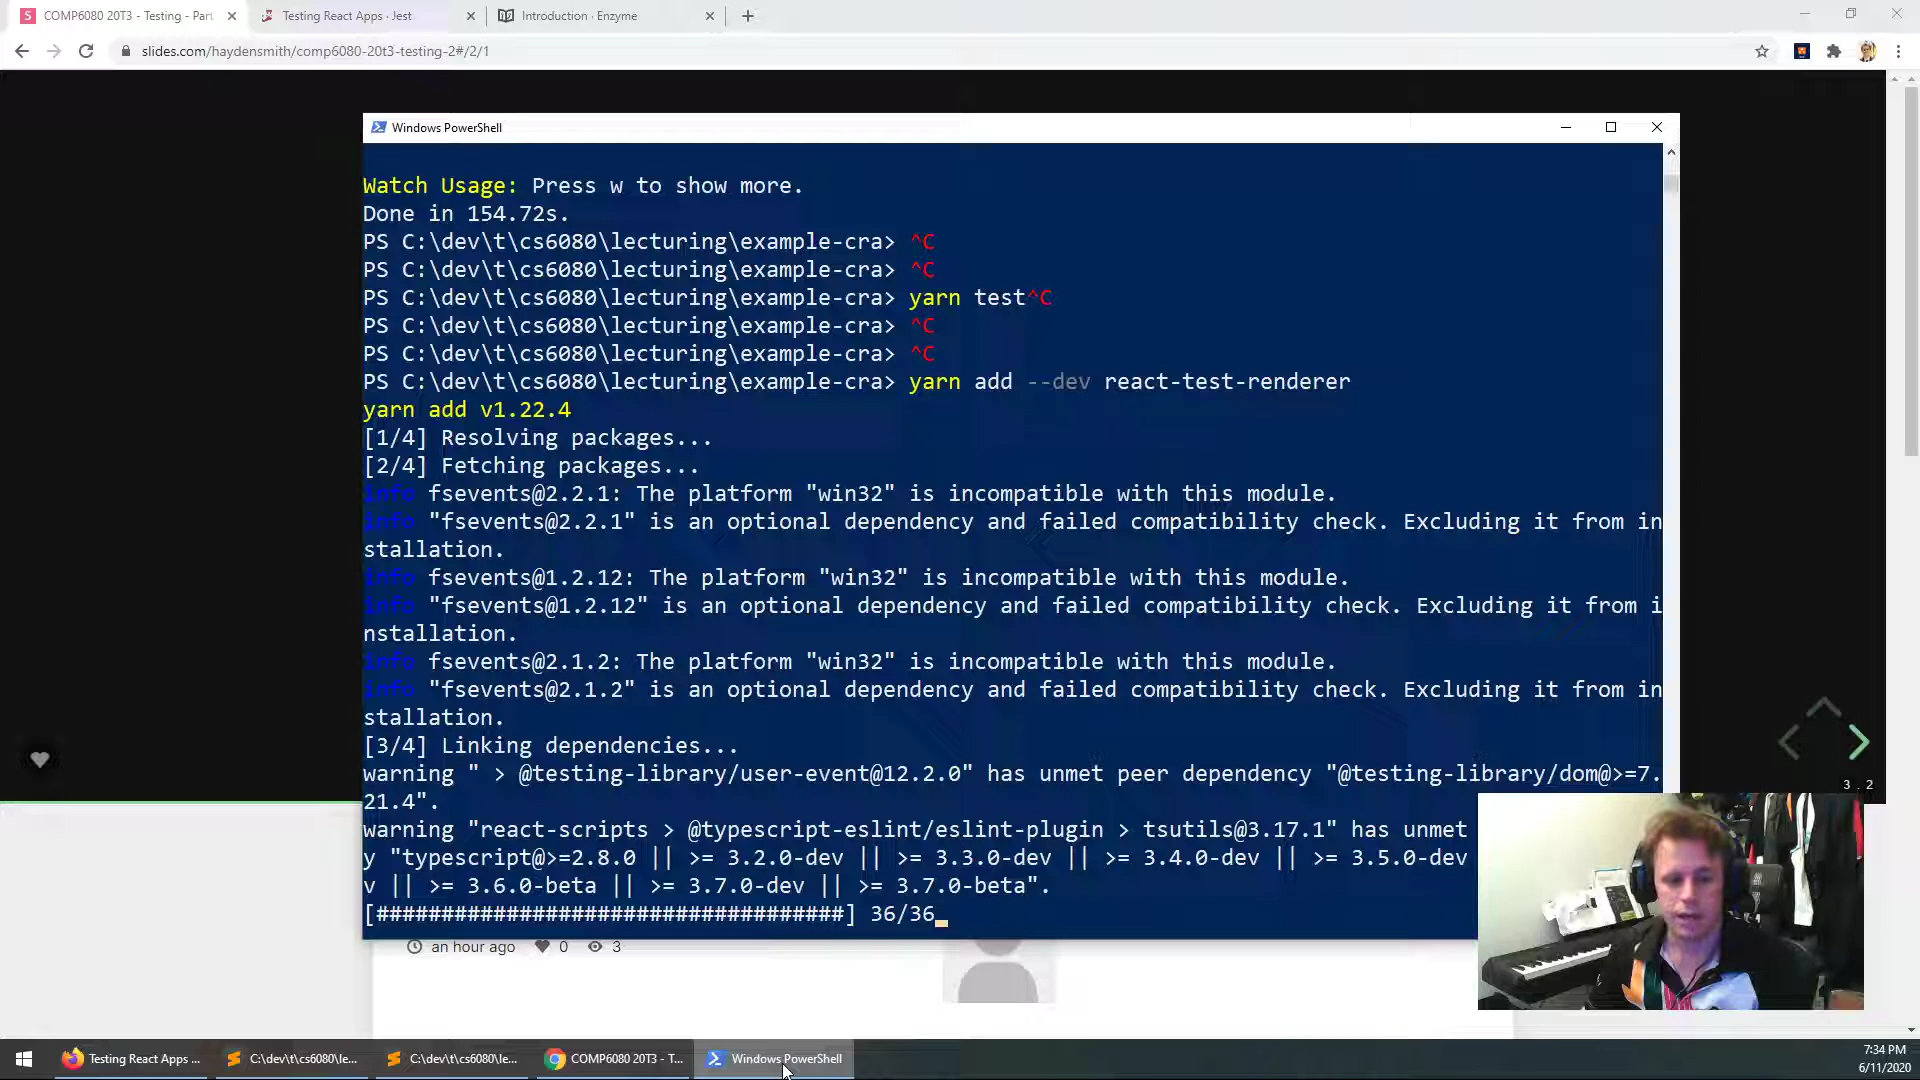 COMP6080 20T3 - Testing - Part
Testing React Apps · Jest
Introduction · Enzyme
slides.com/haydensmith/comp6080-20t3-testing-2#/2/1
Windows PowerShell
Watch Usage: Press w to show more.
Done in 154.72s.
PS C:\dev\t\cs6080\lecturing\example-cra> ^C
PS C:\dev\t\cs6080\lecturing\example-cra> ^C
PS C:\dev\t\cs6080\lecturing\example-cra> yarn test^C
PS C:\dev\t\cs6080\lecturing\example-cra> ^C
PS C:\dev\t\cs6080\lecturing\example-cra> ^C
PS C:\dev\t\cs6080\lecturing\example-cra> yarn add --dev react-test-renderer
yarn add v1.22.4
[1/4] Resolving packages...
[2/4] Fetching packages...
info fsevents@2.2.1: The platform "win32" is incompatible with this module.
info "fsevents@2.2.1" is an optional dependency and failed compatibility check. Excluding it from in
stallation.
info fsevents@1.2.12: The platform "win32" is incompatible with this module.
info "fsevents@1.2.12" is an optional dependency and failed compatibility check. Excluding it from i
nstallation.
info fsevents@2.1.2: The platform "win32" is incompatible with this module.
info "fsevents@2.1.2" is an optional dependency and failed compatibility check. Excluding it from in
stallation.
[3/4] Linking dependencies...
warning " > @testing-library/user-event@12.2.0" has unmet peer dependency "@testing-library/dom@>=7.
21.4".
warning "react-scripts > @typescript-eslint/eslint-plugin > tsutils@3.17.1" has unmet
y "typescript@>=2.8.0 || >= 3.2.0-dev || >= 3.3.0-dev || >= 3.4.0-dev || >= 3.5.0-dev
v || >= 3.6.0-beta || >= 3.7.0-dev || >= 3.7.0-beta".
[####################################] 36/36
3 . 2
an hour ago 0 3
Testing React Apps ...
C:\dev\t\cs6080\le...
C:\dev\t\cs6080\le...
COMP6080 20T3 - T...
Windows PowerShell
7:34 PM
6/11/2020